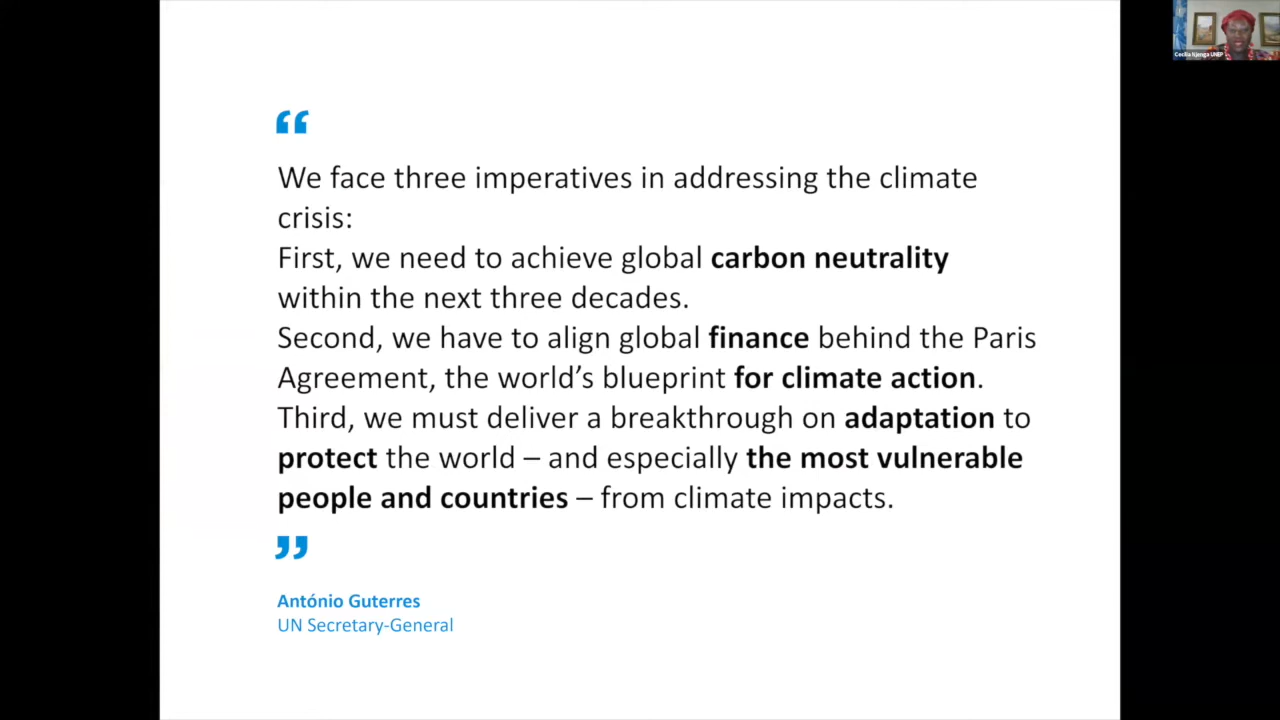 Cecilia Njenga UNEP
“
We face three imperatives in addressing the climate
crisis:
First, we need to achieve global carbon neutrality
within the next three decades.
Second, we have to align global finance behind the Paris
Agreement, the world’s blueprint for climate action.
Third, we must deliver a breakthrough on adaptation to
protect the world – and especially the most vulnerable
people and countries – from climate impacts.
”
António Guterres
UN Secretary-General